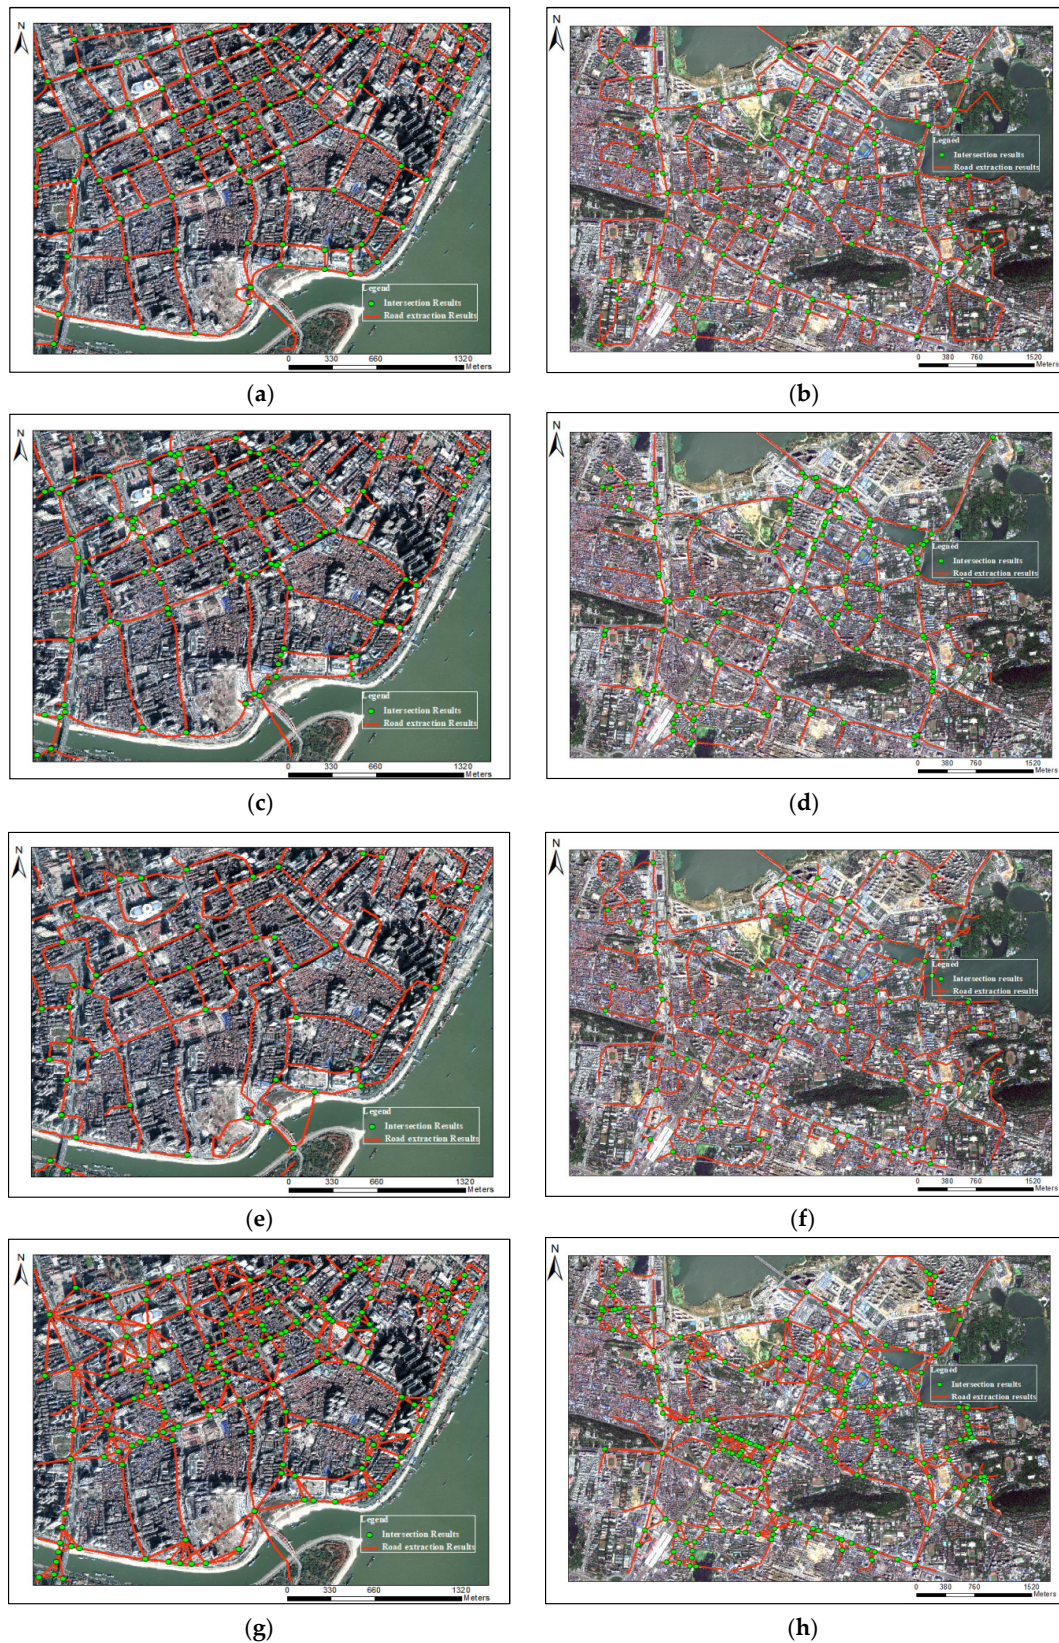 N
Legend
Intersection Results
Road extraction Results
0 330 660 1320
Meters
(a)
N
Legned
Intersection results
Road extraction results
0 380 760 1520
Meters
(b)
N
Legend
Intersection Results
Road extraction Results
0 330 660 1320
Meters
(c)
N
Legned
Intersection results
Road extraction results
0 380 760 1520
Meters
(d)
N
Legend
Intersection Results
Road extraction Results
0 330 660 1320
Meters
(e)
N
Legned
Intersection results
Road extraction results
0 380 760 1520
Meters
(f)
N
Legend
Intersection Results
Road extraction Results
0 330 660 1320
Meters
(g)
N
Legned
Intersection results
Road extraction results
0 380 760 1520
Meters
(h)